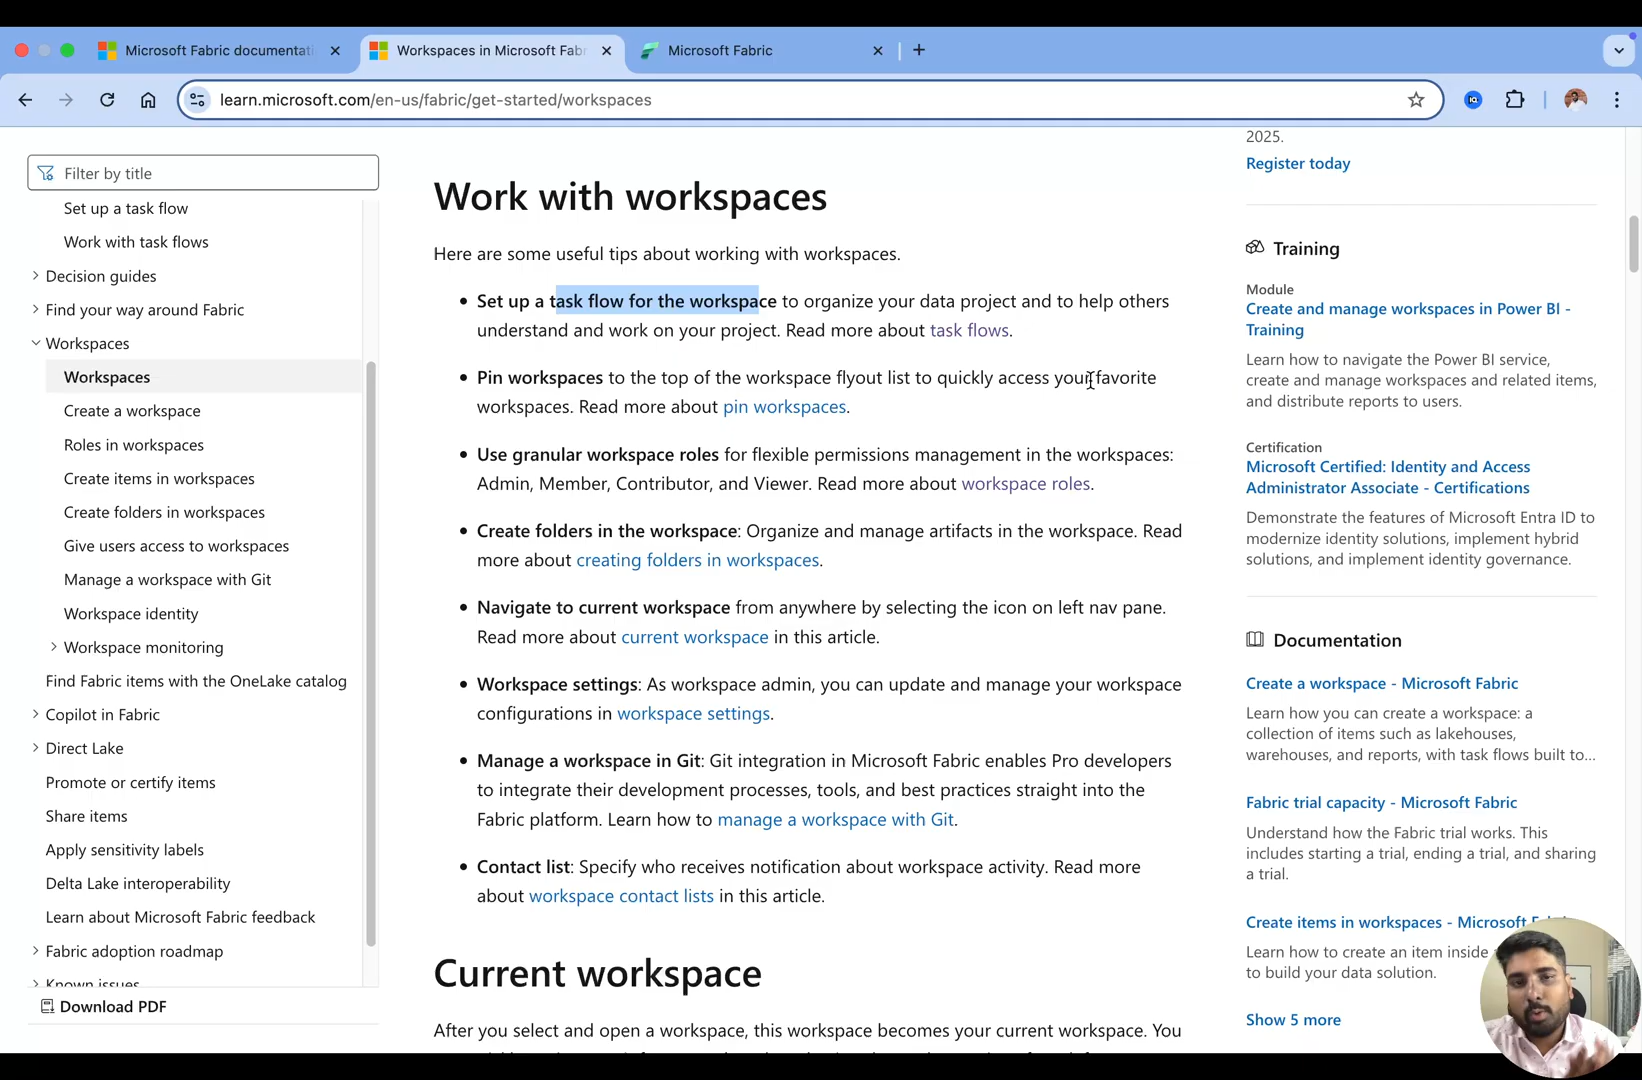 Microsoft Fabric documentati
Workspaces in Microsoft Fab
Microsoft Fabric
learn.microsoft.com/en-us/fabric/get-started/workspaces
Filter by title
Set up a task flow
Work with task flows
Decision guides
Find your way around Fabric
Workspaces
Workspaces
Create a workspace
Roles in workspaces
Create items in workspaces
Create folders in workspaces
Give users access to workspaces
Manage a workspace with Git
Workspace identity
Workspace monitoring
Find Fabric items with the OneLake catalog
Copilot in Fabric
Direct Lake
Promote or certify items
Share items
Apply sensitivity labels
Delta Lake interoperability
Learn about Microsoft Fabric feedback
Fabric adoption roadmap
Known issues
Download PDF
Work with workspaces
Here are some useful tips about working with workspaces.
• Set up a task flow for the workspace to organize your data project and to help others
understand and work on your project. Read more about task flows.
• Pin workspaces to the top of the workspace flyout list to quickly access your favorite
workspaces. Read more about pin workspaces.
• Use granular workspace roles for flexible permissions management in the workspaces:
Admin, Member, Contributor, and Viewer. Read more about workspace roles.
• Create folders in the workspace: Organize and manage artifacts in the workspace. Read
more about creating folders in workspaces.
• Navigate to current workspace from anywhere by selecting the icon on left nav pane.
Read more about current workspace in this article.
• Workspace settings: As workspace admin, you can update and manage your workspace
configurations in workspace settings.
• Manage a workspace in Git: Git integration in Microsoft Fabric enables Pro developers
to integrate their development processes, tools, and best practices straight into the
Fabric platform. Learn how to manage a workspace with Git.
• Contact list: Specify who receives notification about workspace activity. Read more
about workspace contact lists in this article.
Current workspace
After you select and open a workspace, this workspace becomes your current workspace. You
2025.
Register today
Training
Module
Create and manage workspaces in Power BI -
Training
Learn how to navigate the Power BI service,
create and manage workspaces and related items,
and distribute reports to users.
Certification
Microsoft Certified: Identity and Access
Administrator Associate - Certifications
Demonstrate the features of Microsoft Entra ID to
modernize identity solutions, implement hybrid
solutions, and implement identity governance.
Documentation
Create a workspace - Microsoft Fabric
Learn how you can create a workspace: a
collection of items such as lakehouses,
warehouses, and reports, with task flows built to...
Fabric trial capacity - Microsoft Fabric
Understand how the Fabric trial works. This
includes starting a trial, ending a trial, and sharing
a trial.
Create items in workspaces - Microsoft
Learn how to create an item inside
to build your data solution.
Show 5 more